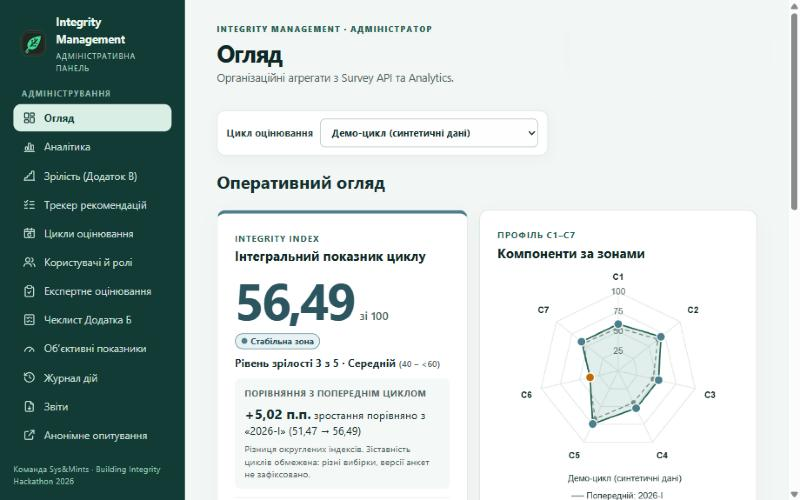 Integrity
Management
АДМІНІСТРАТИВНА
ПАНЕЛЬ
АДМІНІСТРУВАННЯ
Огляд
Аналітика
Зрілість (Додаток В)
Трекер рекомендацій
Цикли оцінювання
Користувачі й ролі
Експертне оцінювання
Чеклист Додатка Б
Об'єктивні показники
Журнал дій
Звіти
Анонімне опитування
Команда Sys&Mints · Building Integrity
Hackathon 2026
INTEGRITY MANAGEMENT · АДМІНІСТРАТОР
Огляд
Організаційні агрегати з Survey API та Analytics.
Цикл оцінювання
Демо-цикл (синтетичні дані)
Оперативний огляд
INTEGRITY INDEX
Інтегральний показник циклу
56,49 зі 100
Стабільна зона
Рівень зрілості 3 з 5 · Середній (40 – <60)
ПОРІВНЯННЯ З ПОПЕРЕДНІМ ЦИКЛОМ
+5,02 п.п. зростання порівняно з
«2026-I» (51,47 → 56,49)
Різниця округлених індексів. Зіставність
циклів обмежена: різні вибірки, версії анкет
не зафіксовано.
ПРОФІЛЬ C1–C7
Компоненти за зонами
C1
100
C7
75
C2
50
25
C6
C3
C5
C4
Демо-цикл (синтетичні дані)
Попередній: 2026-I